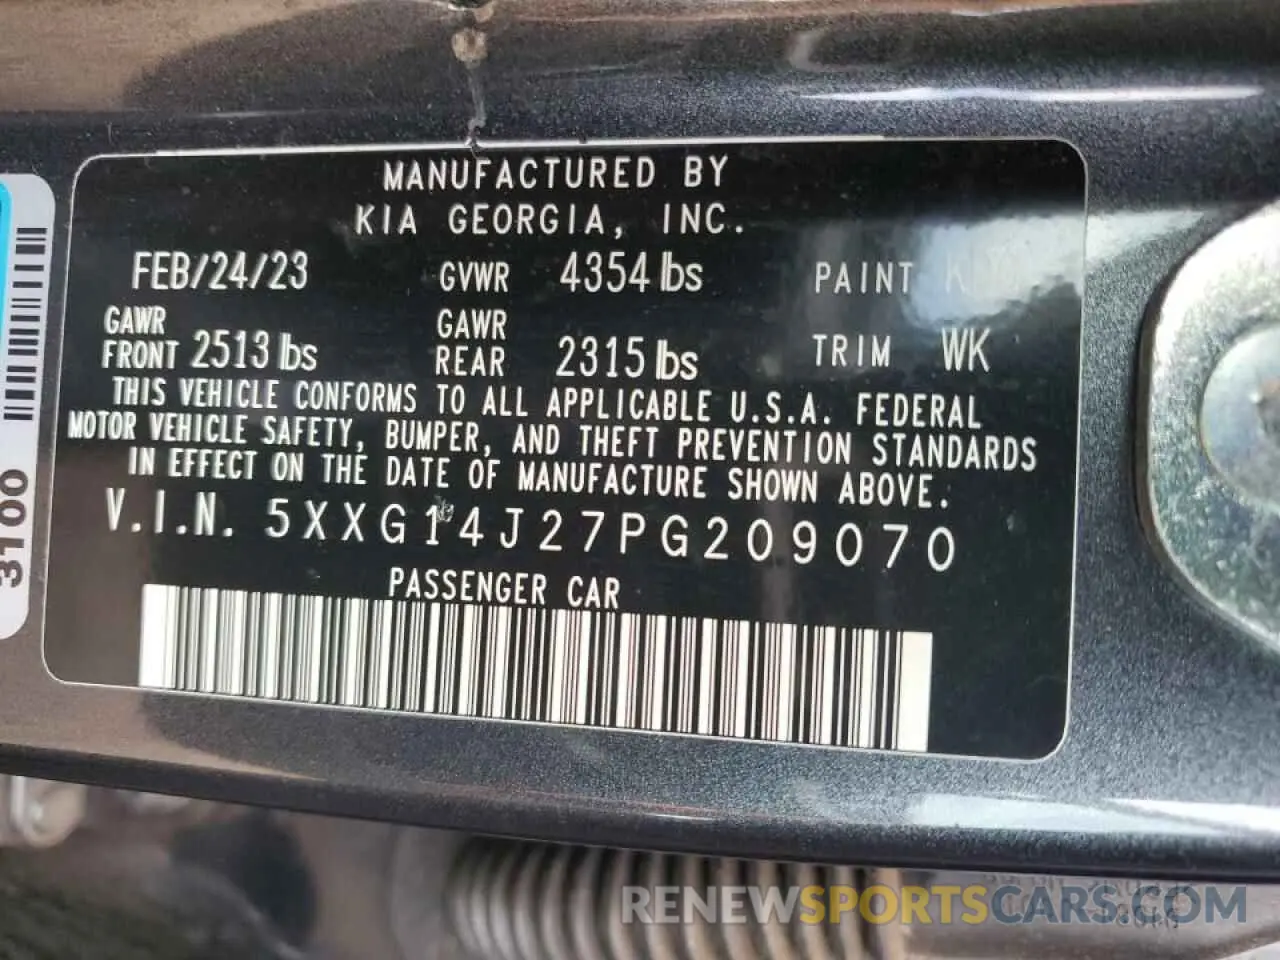 MANUFACTURED BY
KIA GEORGIA, INC.
FEB/24/23 GVWR 4354 lbs PAINT
GAWR FRONT 2513 lbs GAWR REAR 2315 lbs TRIM WK
THIS VEHICLE CONFORMS TO ALL APPLICABLE U.S.A. FEDERAL
MOTOR VEHICLE SAFETY, BUMPER, AND THEFT PREVENTION STANDARDS
IN EFFECT ON THE DATE OF MANUFACTURE SHOWN ABOVE.
V.I.N. 5XXG14J27PG209070
PASSENGER CAR
3100
RENEWSPORTSCARS.COM